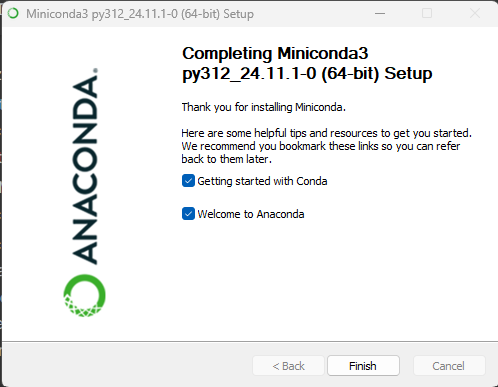 Miniconda3 py312_24.11.1-0 (64-bit) Setup
Completing Miniconda3
py312_24.11.1-0 (64-bit) Setup
Thank you for installing Miniconda.
Here are some helpful tips and resources to get you started.
We recommend you bookmark these links so you can refer
back to them later.
Getting started with Conda
Welcome to Anaconda
ANACONDA.
< Back
Finish
Cancel